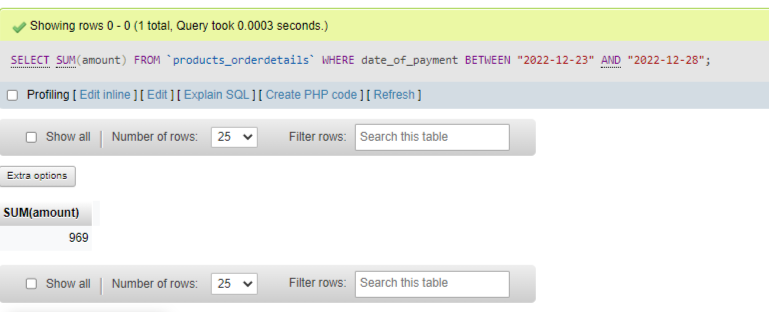 Showing rows 0 - 0 (1 total, Query took 0.0003 seconds.)
SELECT SUM(amount) FROM `products_orderdetails` WHERE date_of_payment BETWEEN "2022-12-23" AND "2022-12-28";
Profiling [ Edit inline ] [ Edit ] [ Explain SQL ] [ Create PHP code ] [ Refresh ]
Show all | Number of rows: 25 Filter rows: Search this table
Extra options
SUM(amount)
969
Show all | Number of rows: 25 Filter rows: Search this table